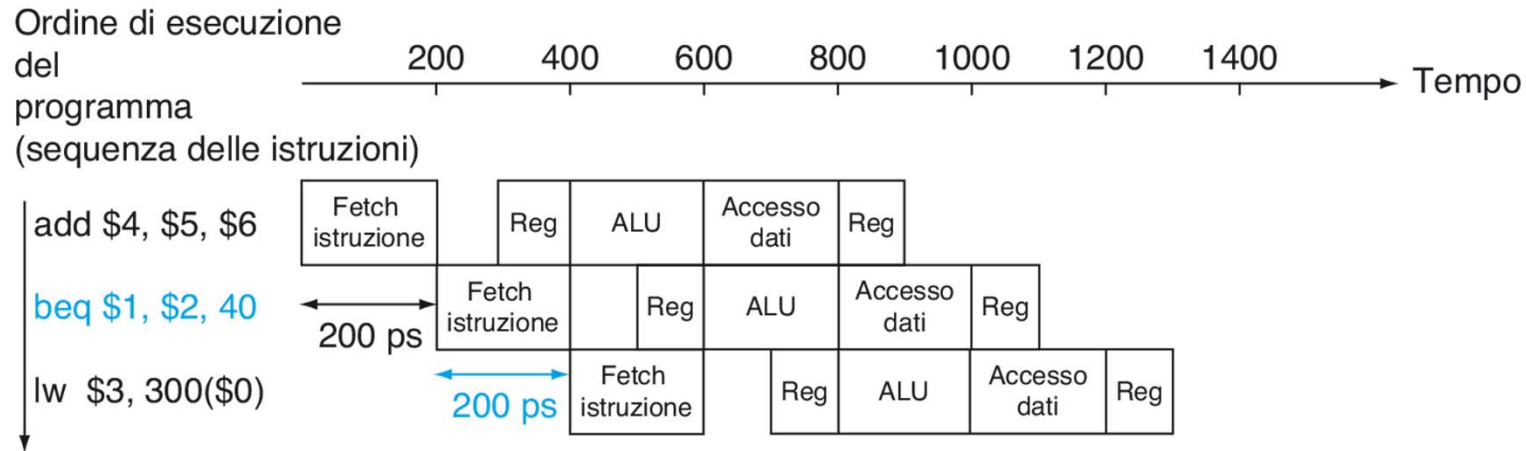 Ordine di esecuzione
del
programma
(sequenza delle istruzioni)
200 400 600 800 1000 1200 1400
Tempo
add $4, $5, $6
Fetch
istruzione
Reg
ALU
Accesso
dati
Reg
beq $1, $2, 40
200 ps
Fetch
istruzione
Reg
ALU
Accesso
dati
Reg
lw $3, 300($0)
200 ps
Fetch
istruzione
Reg
ALU
Accesso
dati
Reg